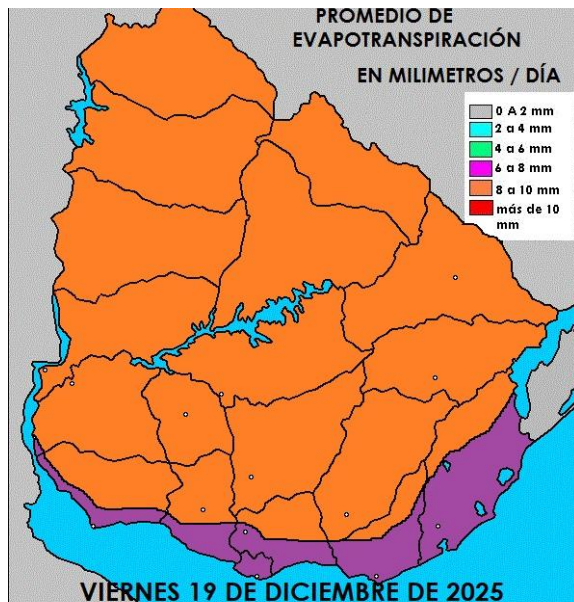 PROMEDIO DE
EVAPOTRANSPIRACIÓN
EN MILIMETROS / DÍA
0 A 2 mm
2 a 4 mm
4 a 6 mm
6 a 8 mm
8 a 10 mm
más de 10
mm
VIERNES 19 DE DICIEMBRE DE 2025